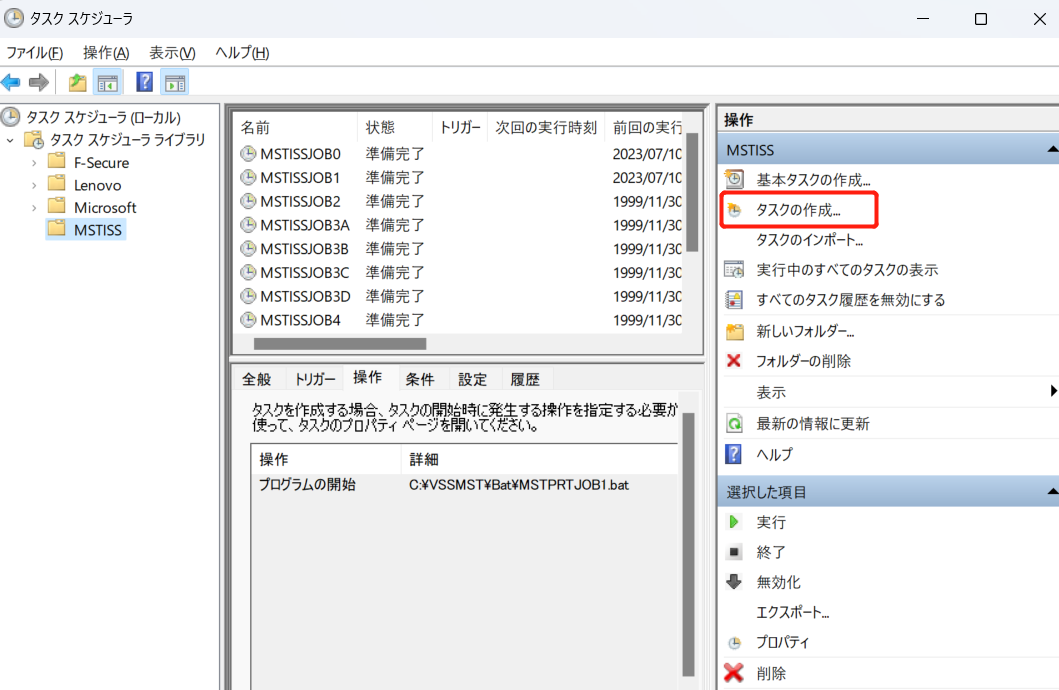 タスク スケジューラ
ファイル(F) 操作(A) 表示(V) ヘルプ(H)
タスク スケジューラ (ローカル)
タスク スケジューラ ライブラリ
F-Secure
Lenovo
Microsoft
MSTISS
名前 状態 トリガー 次回の実行時刻 前回の実行
MSTISSJOB0 準備完了 2023/07/10
MSTISSJOB1 準備完了 2023/07/10
MSTISSJOB2 準備完了 1999/11/30
MSTISSJOB3A 準備完了 1999/11/30
MSTISSJOB3B 準備完了 1999/11/30
MSTISSJOB3C 準備完了 1999/11/30
MSTISSJOB3D 準備完了 1999/11/30
MSTISSJOB4 準備完了 1999/11/30
全般 トリガー 操作 条件 設定 履歴
タスクを作成する場合、タスクの開始時に発生する操作を指定する必要が
使って、タスクのプロパティ ページを開いてください。
操作 詳細
プログラムの開始 C:¥VSSMST¥Bat¥MSTPRTJOB1.bat
操作
MSTISS
基本タスクの作成...
タスクの作成...
タスクのインポート...
実行中のすべてのタスクの表示
すべてのタスク履歴を無効にする
新しいフォルダー...
フォルダーの削除
表示
最新の情報に更新
ヘルプ
選択した項目
実行
終了
無効化
エクスポート...
プロパティ
削除